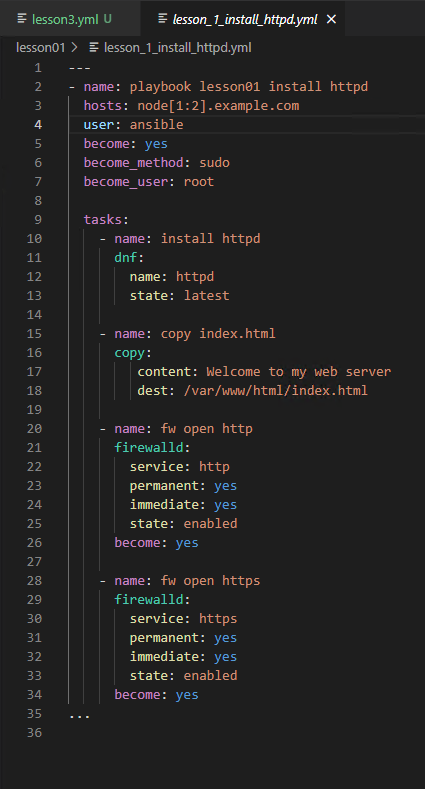 lesson3.yml U lesson_1_install_httpd.yml
lesson01 > lesson_1_install_httpd.yml
1 ---
2 - name: playbook lesson01 install httpd
3 hosts: node[1:2].example.com
4 user: ansible
5 become: yes
6 become_method: sudo
7 become_user: root
8
9 tasks:
10 - name: install httpd
11 dnf:
12 name: httpd
13 state: latest
14
15 - name: copy index.html
16 copy:
17 content: Welcome to my web server
18 dest: /var/www/html/index.html
19
20 - name: fw open http
21 firewalld:
22 service: http
23 permanent: yes
24 immediate: yes
25 state: enabled
26 become: yes
27
28 - name: fw open https
29 firewalld:
30 service: https
31 permanent: yes
32 immediate: yes
33 state: enabled
34 become: yes
35 ...
36